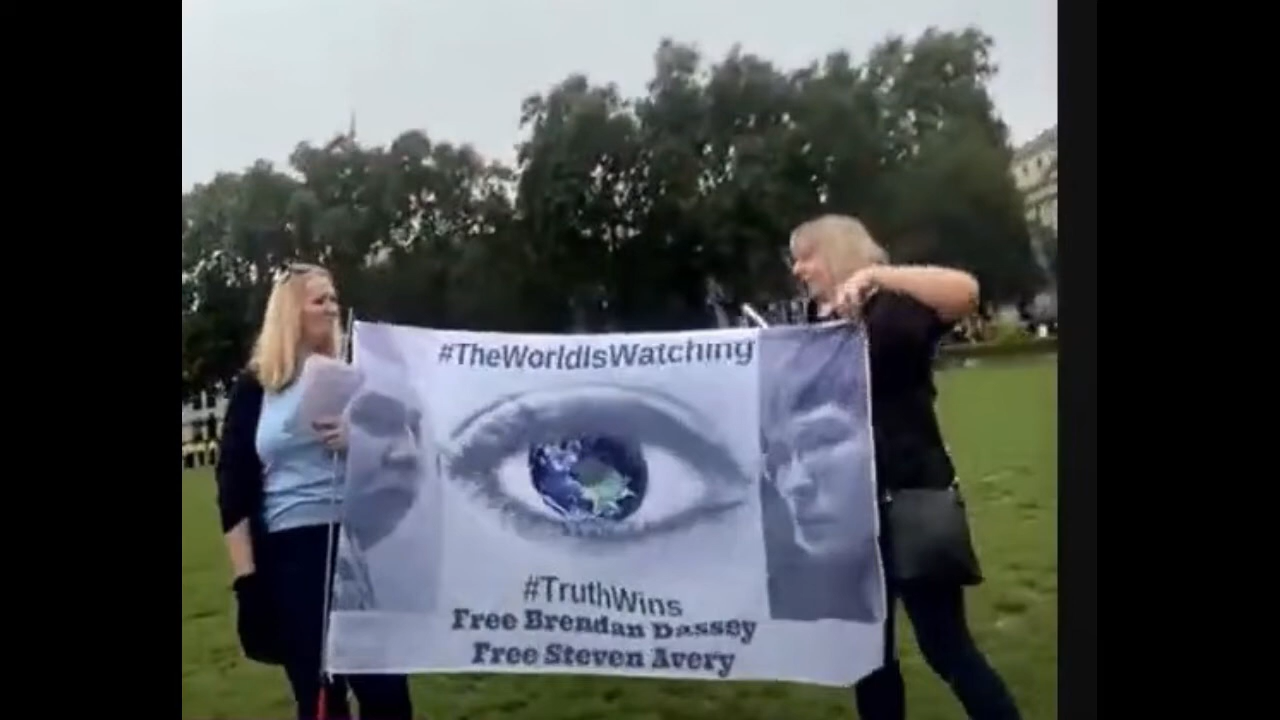 #TheWorldIsWatching
#TruthWins
Free Brendan Dassey
Free Steven Avery